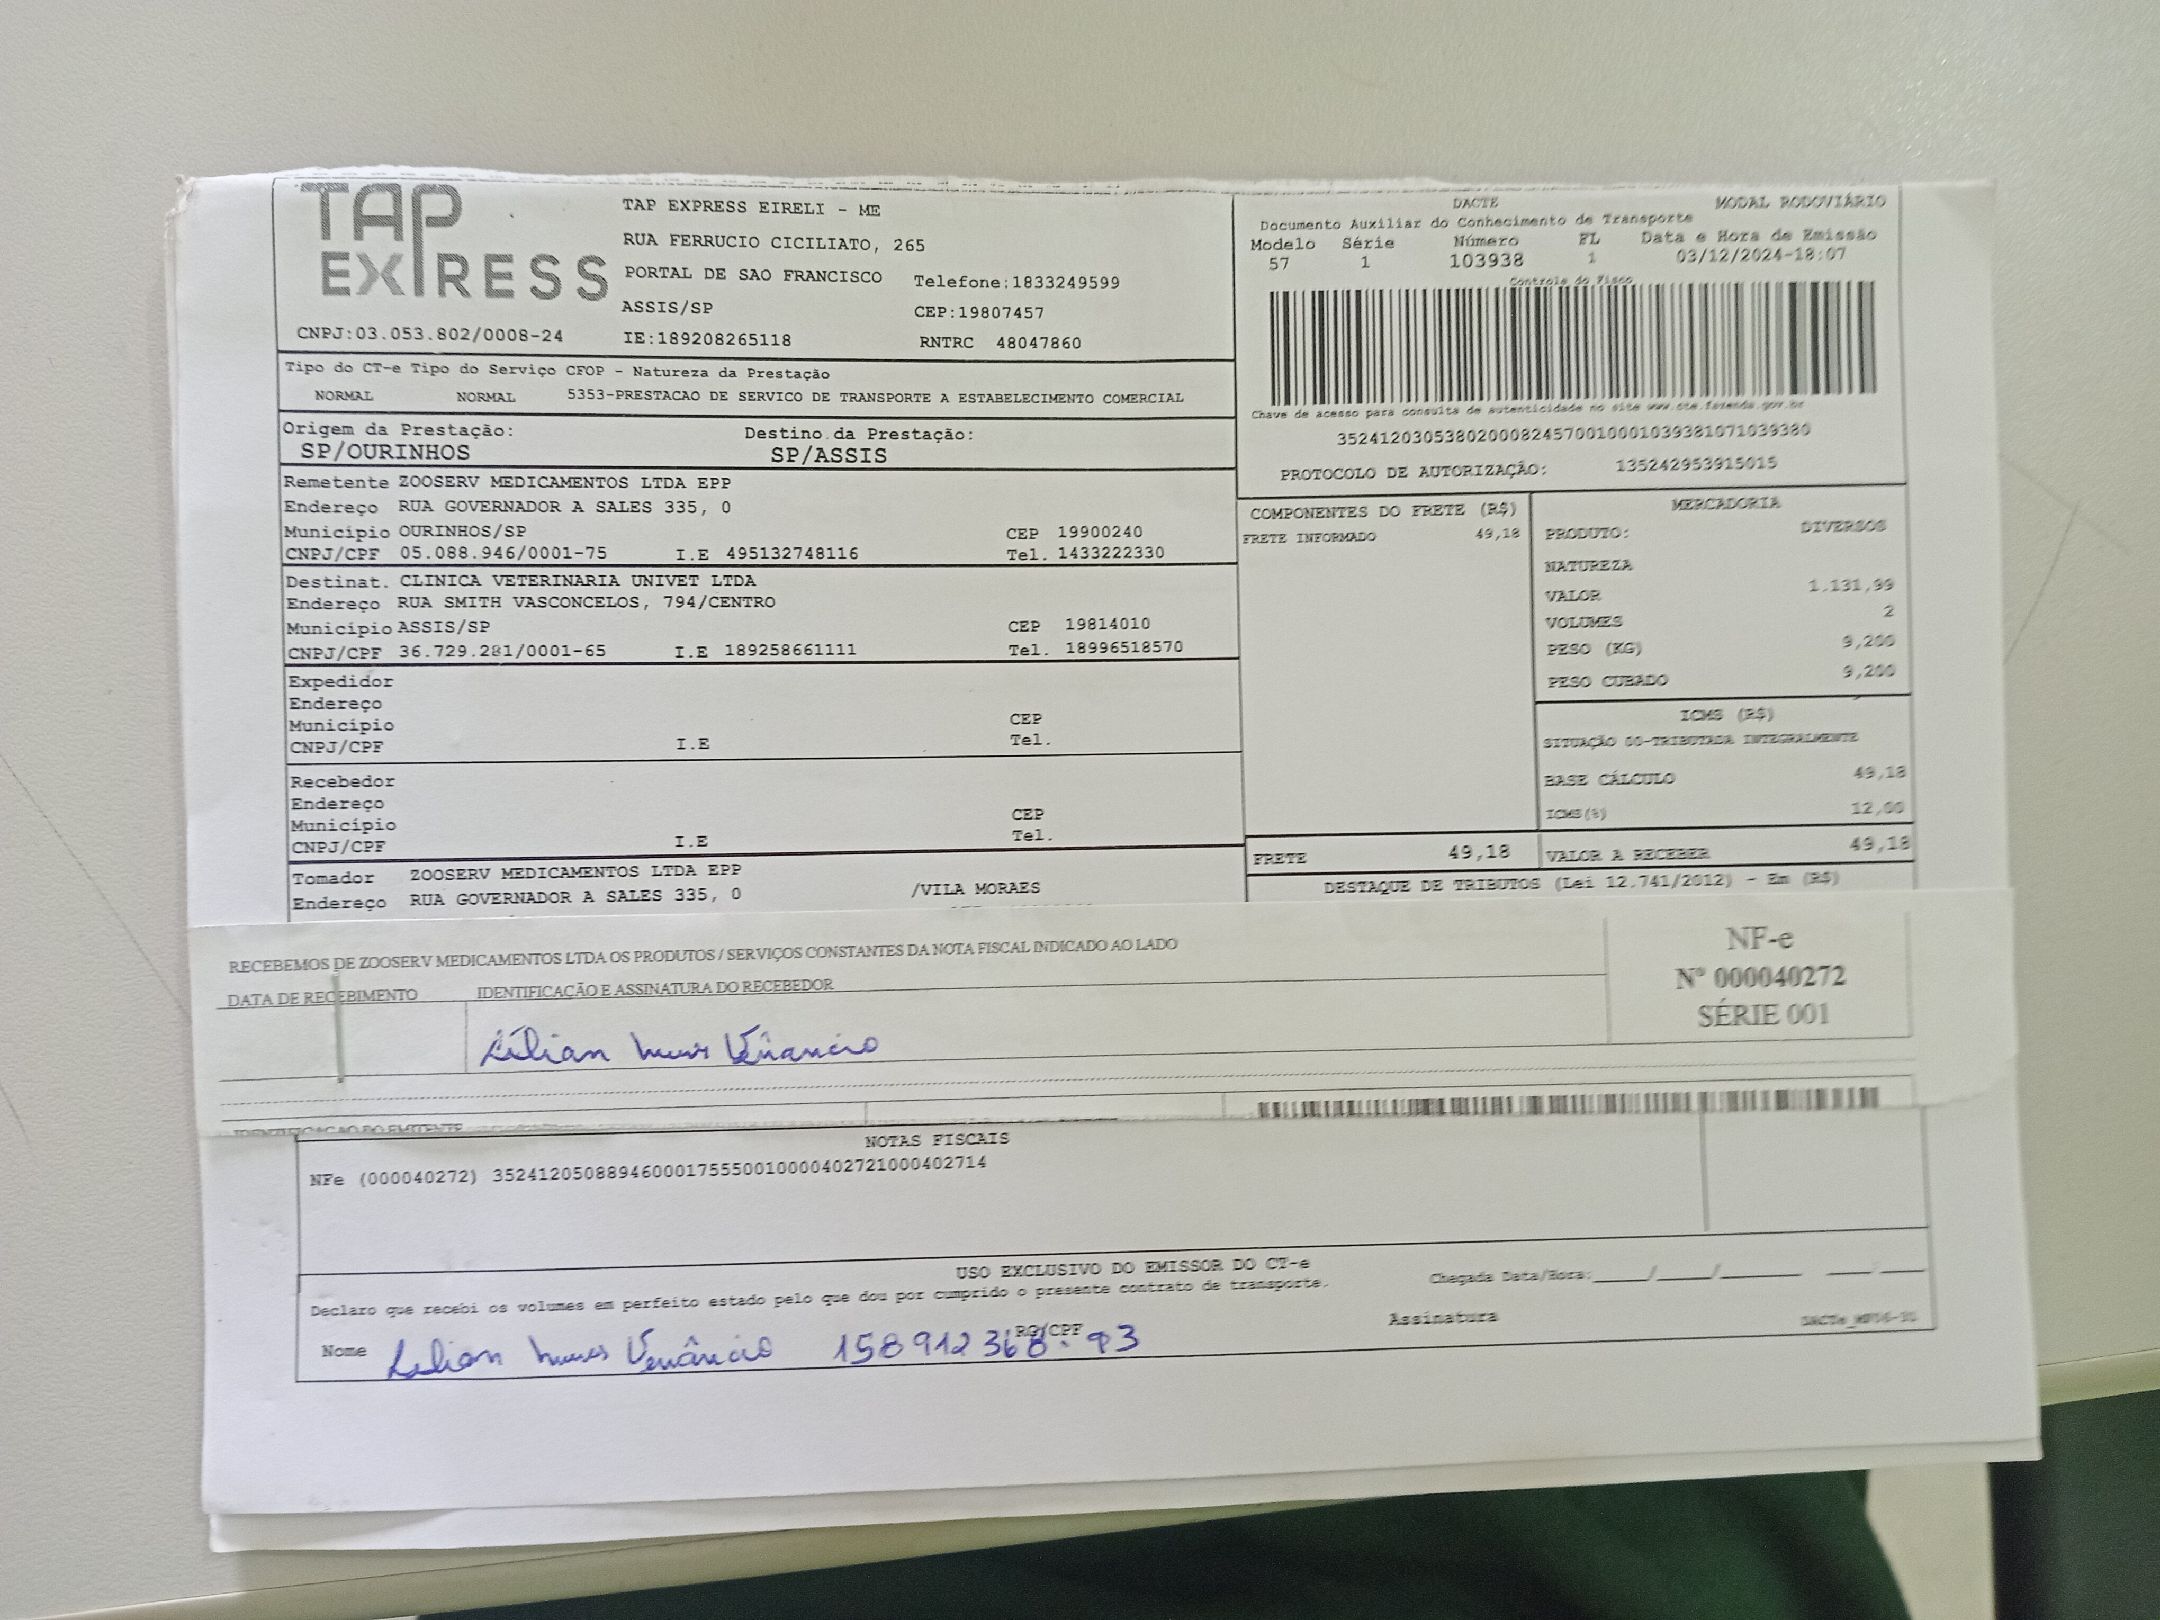 TAP
EXPRESS
CNPJ:03.053.802/0008-24
TAP EXPRESS EIRELI - ME
RUA FERRUCIO CICILIATO, 265
PORTAL DE SAO FRANCISCO Telefone:1833249599
ASSIS/SP CEP:19807457
IE:189208265118 RNTRC 48047860
DACTE MODAL RODOVIÁRIO
Documento Auxiliar do Conhecimento de Transporte
Modelo Série Número FL Data e Hora de Emissão
57 1 103938 1 03/12/2024-18:07
Controle do Fisco
Chave de acesso para consulta de autenticidade no site www.cte.fazenda.gov.br
35241203053802000824570010001039381071039380
PROTOCOLO DE AUTORIZAÇÃO: 135242953915015
Tipo do CT-e Tipo do Serviço CFOP - Natureza da Prestação
NORMAL NORMAL 5353-PRESTACAO DE SERVICO DE TRANSPORTE A ESTABELECIMENTO COMERCIAL
Origem da Prestação: Destino da Prestação:
SP/OURINHOS SP/ASSIS
Remetente ZOOSERV MEDICAMENTOS LTDA EPP
Endereço RUA GOVERNADOR A SALES 335, 0
Município OURINHOS/SP CEP 19900240
CNPJ/CPF 05.088.946/0001-75 I.E 495132748116 Tel. 1433222330
Destinat. CLINICA VETERINARIA UNIVET LTDA
Endereço RUA SMITH VASCONCELOS, 794/CENTRO
Município ASSIS/SP CEP 19814010
CNPJ/CPF 36.729.281/0001-65 I.E 189258661111 Tel. 18996518570
Expedidor
Endereço
Município CEP
CNPJ/CPF I.E Tel.
Recebedor
Endereço
Município CEP
CNPJ/CPF I.E Tel.
Tomador ZOOSERV MEDICAMENTOS LTDA EPP
Endereço RUA GOVERNADOR A SALES 335, 0 /VILA MORAES
COMPONENTES DO FRETE (R$)
FRETE INFORMADO 49,18
FRETE 49,18
MERCADORIA
PRODUTO: DIVERSOS
NATUREZA
VALOR 1.131,99
VOLUMES 2
PESO (KG) 9,200
PESO CUBADO 9,200
ICMS (R$)
SITUAÇÃO 00-TRIBUTADA INTEGRALMENTE
BASE CÁLCULO 49,18
ICMS(%) 12,00
VALOR A RECEBER 49,18
DESTAQUE DE TRIBUTOS (Lei 12.741/2012) - Em (R$)
RECEBEMOS DE ZOOSERV MEDICAMENTOS LTDA OS PRODUTOS / SERVIÇOS CONSTANTES DA NOTA FISCAL INDICADO AO LADO
DATA DE RECEBIMENTO IDENTIFICAÇÃO E ASSINATURA DO RECEBEDOR
Lilian Venâncio
NF-e
Nº 000040272
SÉRIE 001
IDENTIFICAÇAO DO EMITENTE
NOTAS FISCAIS
NFe (000040272) 35241205088946000175550010000402721000402714
USO EXCLUSIVO DO EMISSOR DO CT-e
Declaro que recebi os volumes em perfeito estado pelo que dou por cumprido o presente contrato de transporte.
Chegada Data/Hora:____/____/______ ___ ___
Assinatura
RG/CPF
Nome Lilian Nunes Venâncio 158912368.93